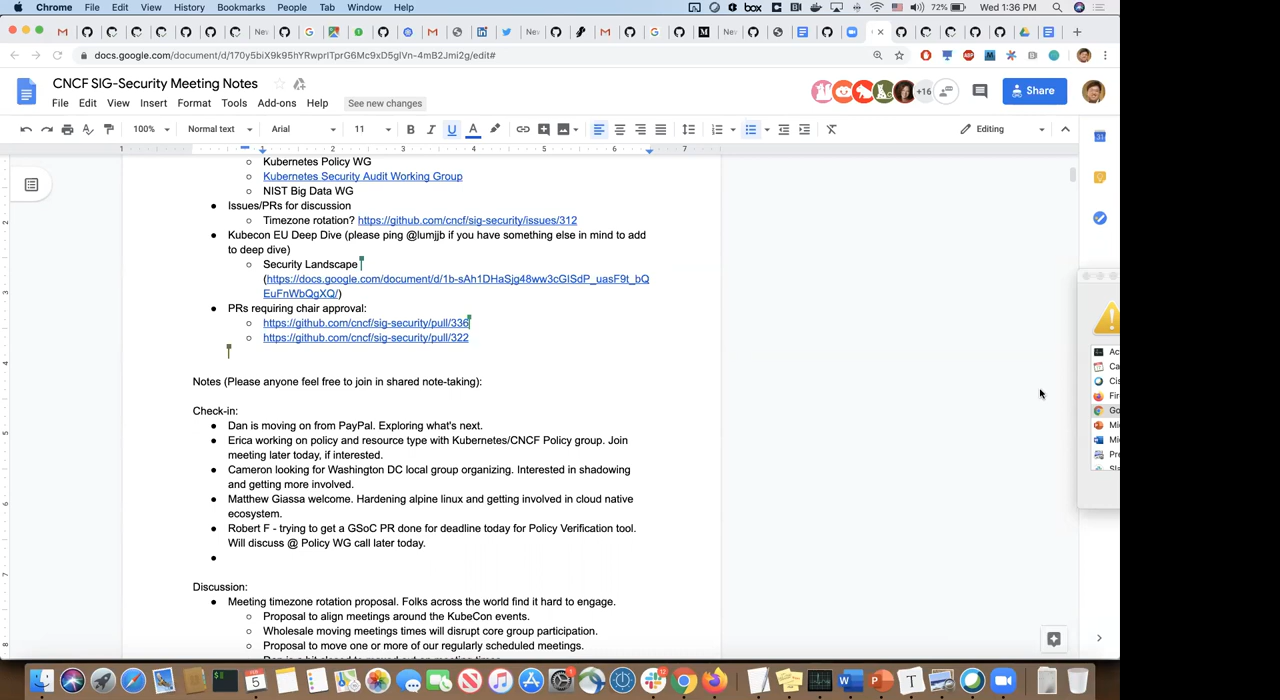 Chrome File Edit View History Bookmarks People Tab Window Help
box 72% Wed 1:36 PM
docs.google.com/document/d/170y5biX9k95hYRwprlTprG6Mc9xD5glVn-4mB2Jmi2g/edit#
CNCF SIG-Security Meeting Notes
File Edit View Insert Format Tools Add-ons Help See new changes
+16
Share
100% Normal text Arial 11 B I U A Editing
1 1 2 3 4 5 6 7
Kubernetes Policy WG
Kubernetes Security Audit Working Group
NIST Big Data WG
Issues/PRs for discussion
Timezone rotation? https://github.com/cncf/sig-security/issues/312
Kubecon EU Deep Dive (please ping @lumjjb if you have something else in mind to add
to deep dive)
Security Landscape
(https://docs.google.com/document/d/1b-sAh1DHaSjg48ww3cGISdP_uasF9t_bQ
EuFnWbQgXQ/)
PRs requiring chair approval:
https://github.com/cncf/sig-security/pull/336
https://github.com/cncf/sig-security/pull/322
Notes (Please anyone feel free to join in shared note-taking):
Check-in:
Dan is moving on from PayPal. Exploring what's next.
Erica working on policy and resource type with Kubernetes/CNCF Policy group. Join
meeting later today, if interested.
Cameron looking for Washington DC local group organizing. Interested in shadowing
and getting more involved.
Matthew Giassa welcome. Hardening alpine linux and getting involved in cloud native
ecosystem.
Robert F - trying to get a GSoC PR done for deadline today for Policy Verification tool.
Will discuss @ Policy WG call later today.
Discussion:
Meeting timezone rotation proposal. Folks across the world find it hard to engage.
Proposal to align meetings around the KubeCon events.
Wholesale moving meetings times will disrupt core group participation.
Proposal to move one or more of our regularly scheduled meetings.